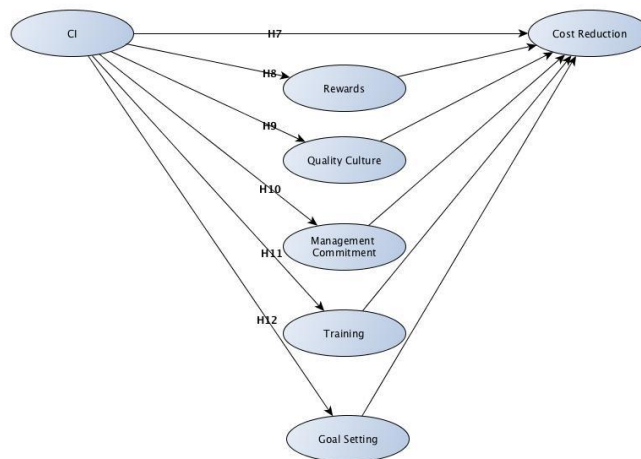 CI
H7
Cost Reduction
H8
Rewards
H9
Quality Culture
H10
Management
Commitment
H11
Training
H12
Goal Setting